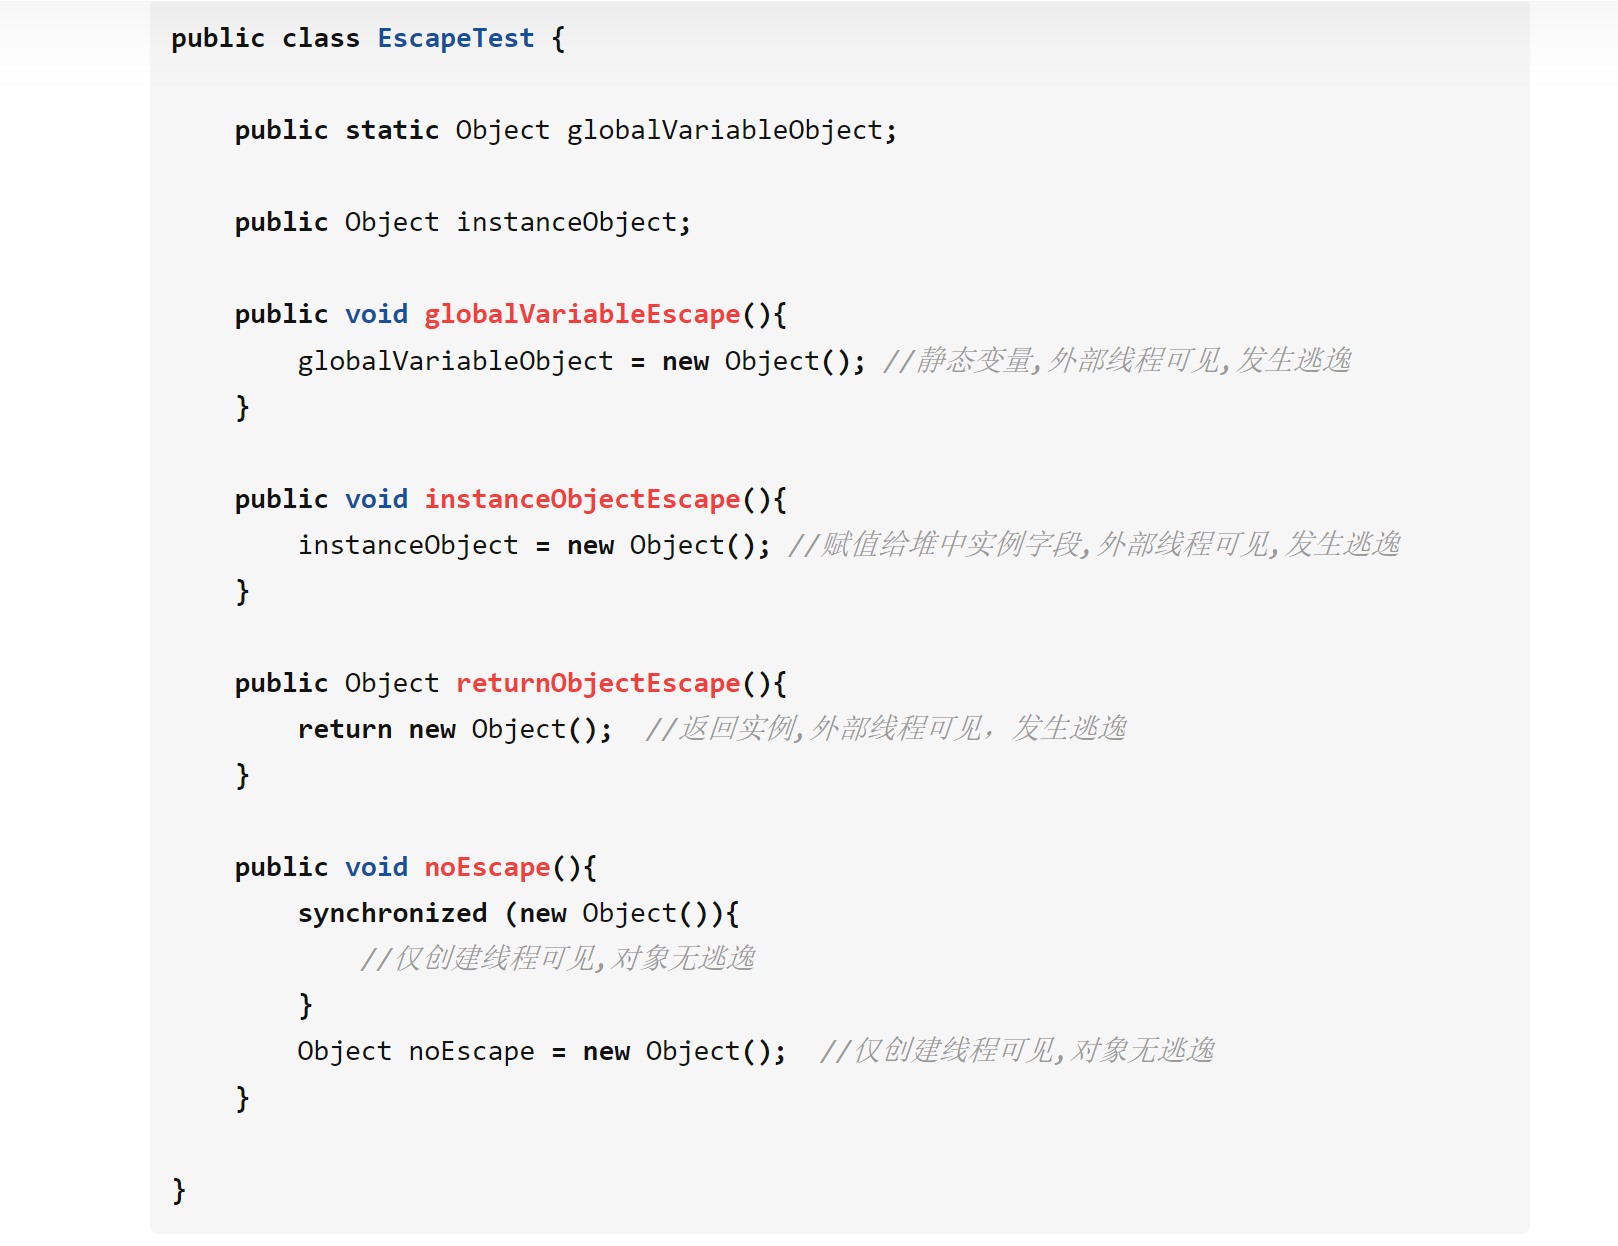 public class EscapeTest {
public static Object globalVariableObject;
public Object instanceObject;
public void globalVariableEscape(){
globalVariableObject = new Object(); //静态变量,外部线程可见,发生逃逸
}
public void instanceObjectEscape(){
instanceObject = new Object(); //赋值给堆中实例字段,外部线程可见,发生逃逸
}
public Object returnObjectEscape(){
return new Object();  //返回实例,外部线程可见，发生逃逸
}
public void noEscape(){
synchronized (new Object()){
//仅创建线程可见,对象无逃逸
}
Object noEscape = new Object();  //仅创建线程可见,对象无逃逸
}
}